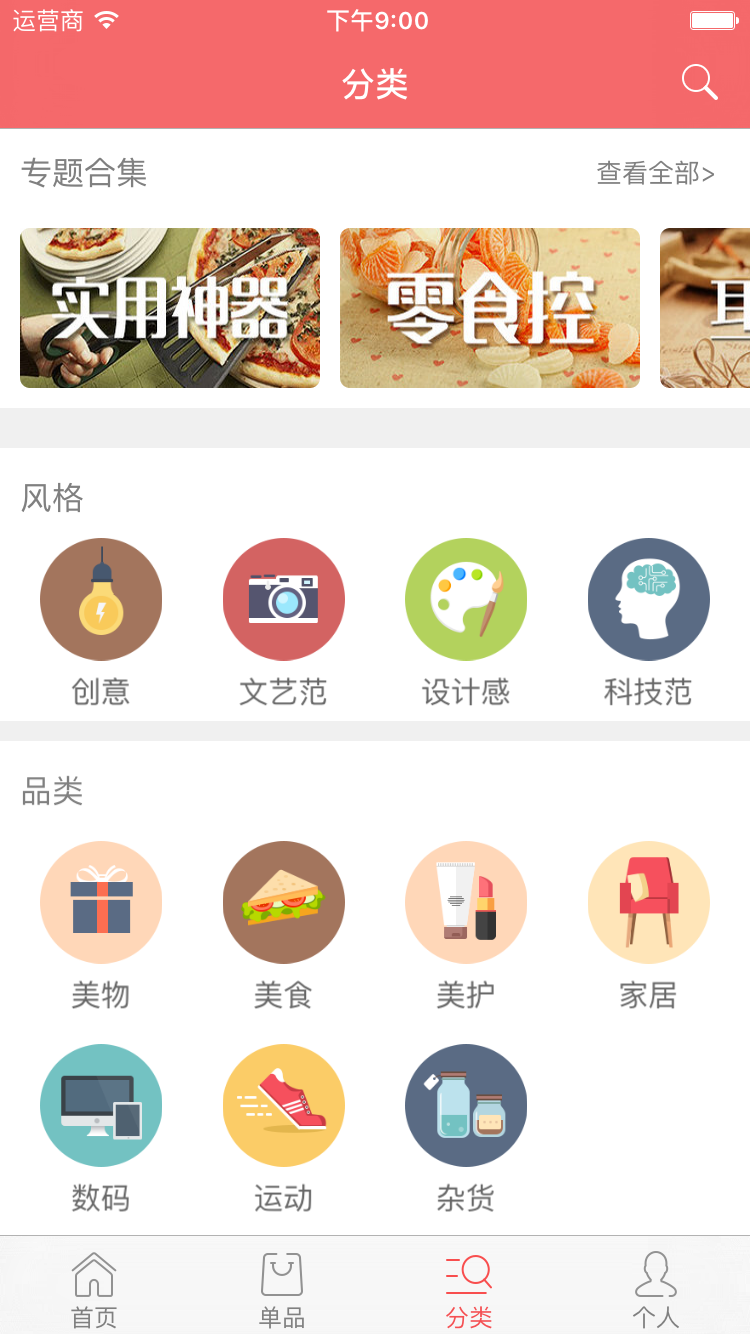 运营商 下午9:00
分类
专题合集 查看全部>
实用神器 零食控
风格
创意 文艺范 设计感 科技范
品类
美物 美食 美护 家居
数码 运动 杂货
首页 单品 分类 个人